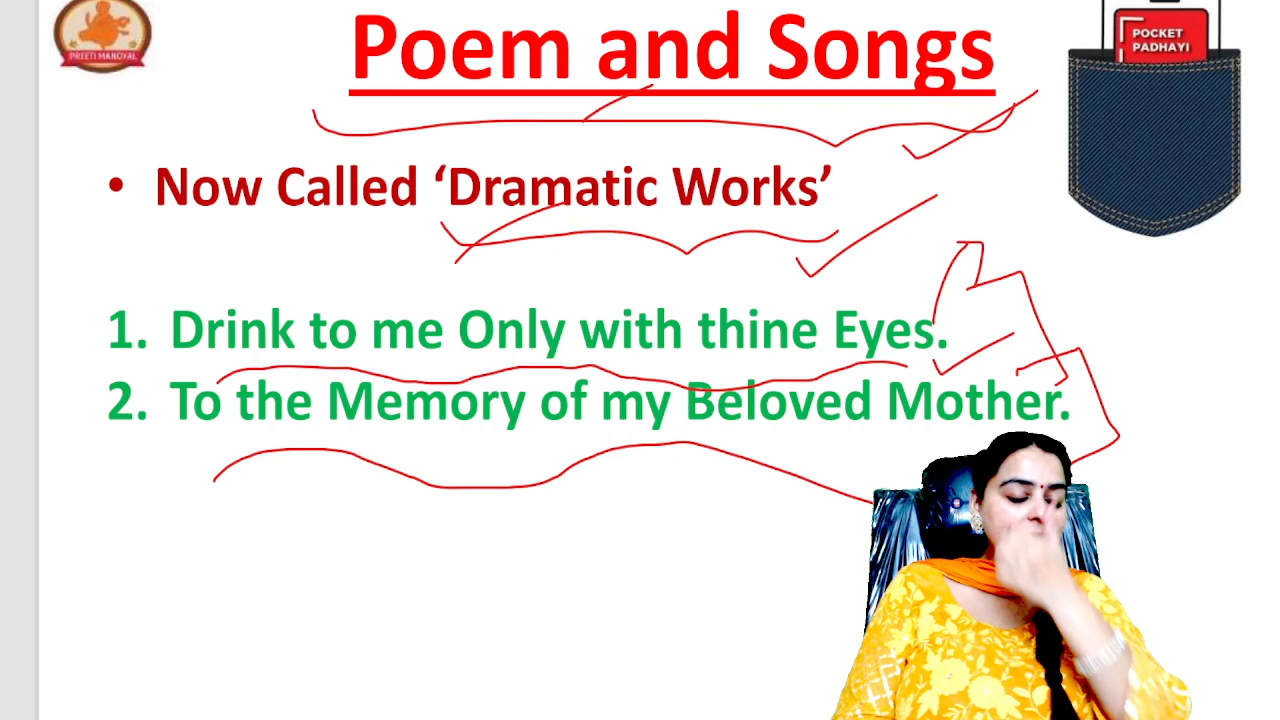 PREETI MANDYAL
Poem and Songs
POCKET
PADHAYI
• Now Called ‘Dramatic Works’
1. Drink to me Only with thine Eyes.
2. To the Memory of my Beloved Mother.